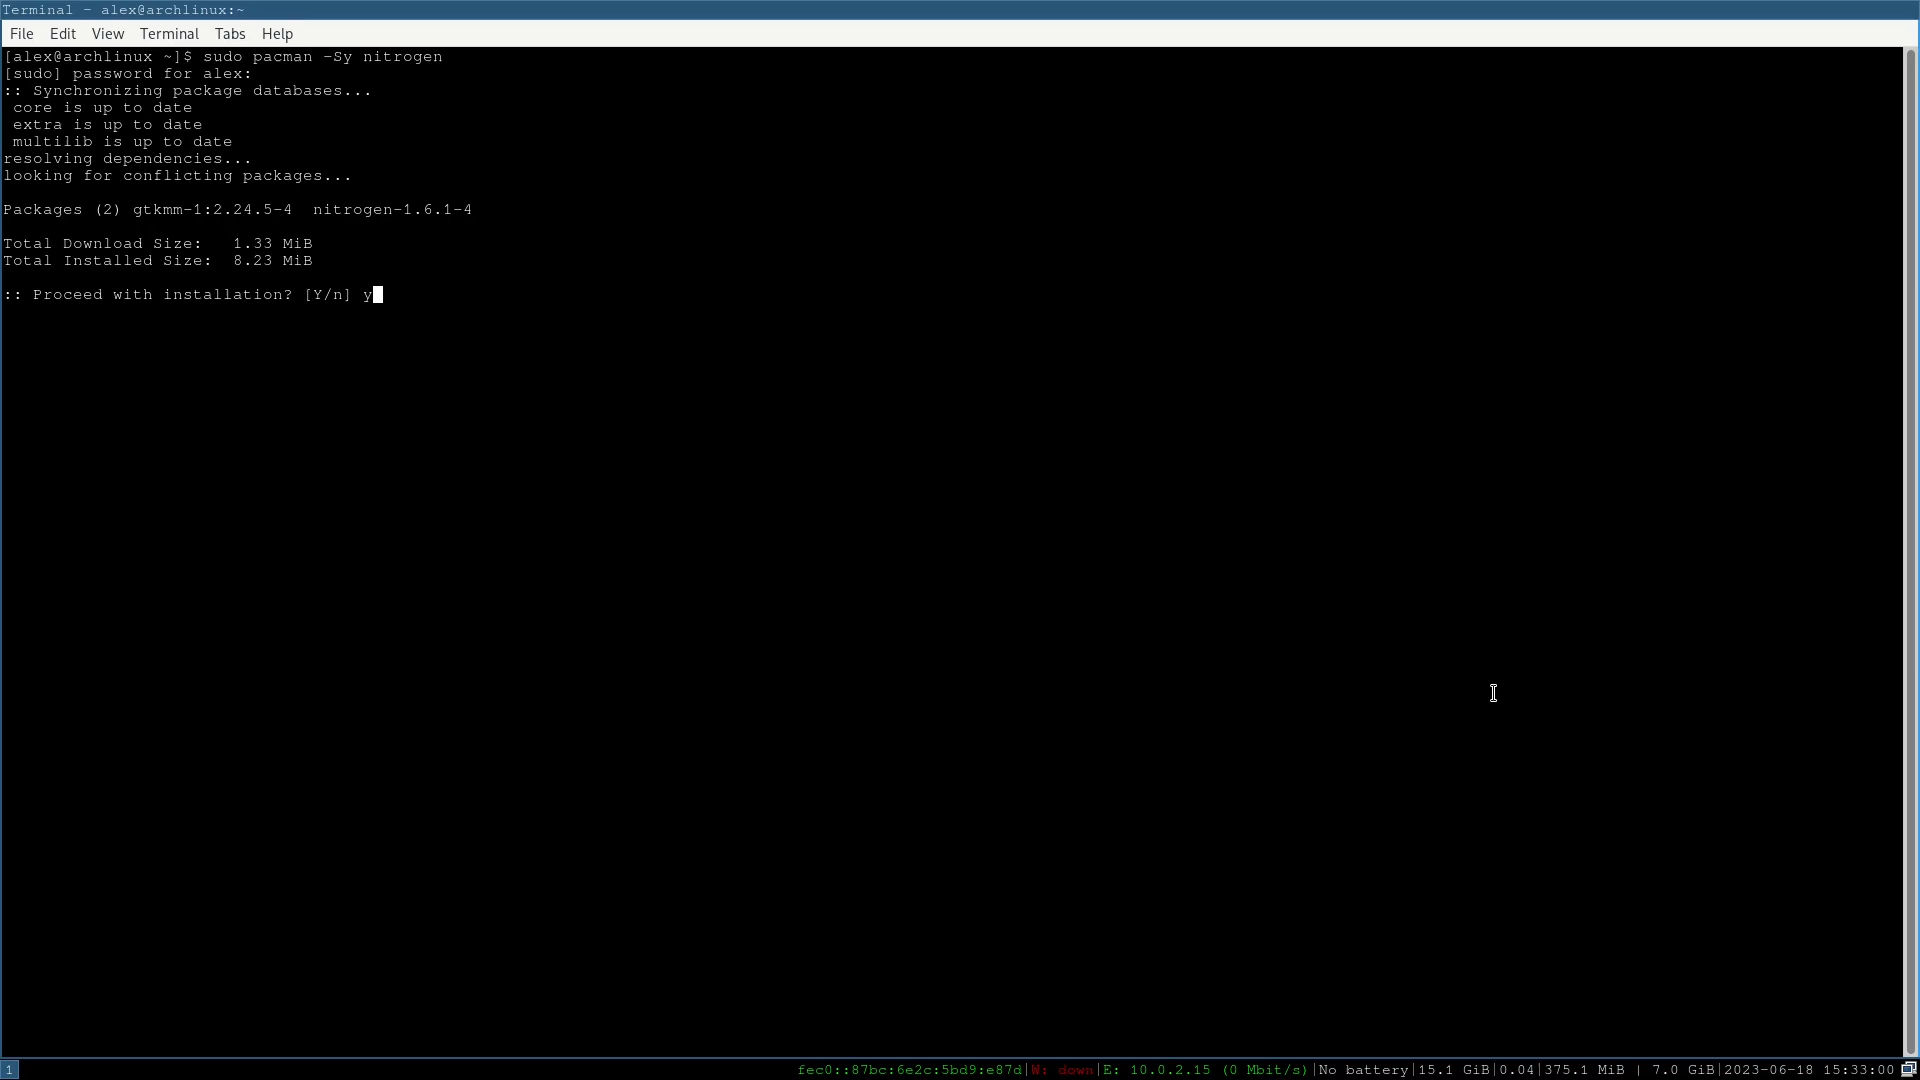 Terminal - alex@archlinux:~
File Edit View Terminal Tabs Help
[alex@archlinux ~]$ sudo pacman -Sy nitrogen
[sudo] password for alex:
:: Synchronizing package databases...
 core is up to date
 extra is up to date
 multilib is up to date
resolving dependencies...
looking for conflicting packages...
Packages (2) gtkmm-1:2.24.5-4  nitrogen-1.6.1-4
Total Download Size:   1.33 MiB
Total Installed Size:  8.23 MiB
:: Proceed with installation? [Y/n] y
1 fec0::87bc:6e2c:5bd9:e87d|W: down|E: 10.0.2.15 (0 Mbit/s)|No battery|15.1 GiB|0.04|375.1 MiB | 7.0 GiB|2023-06-18 15:33:00